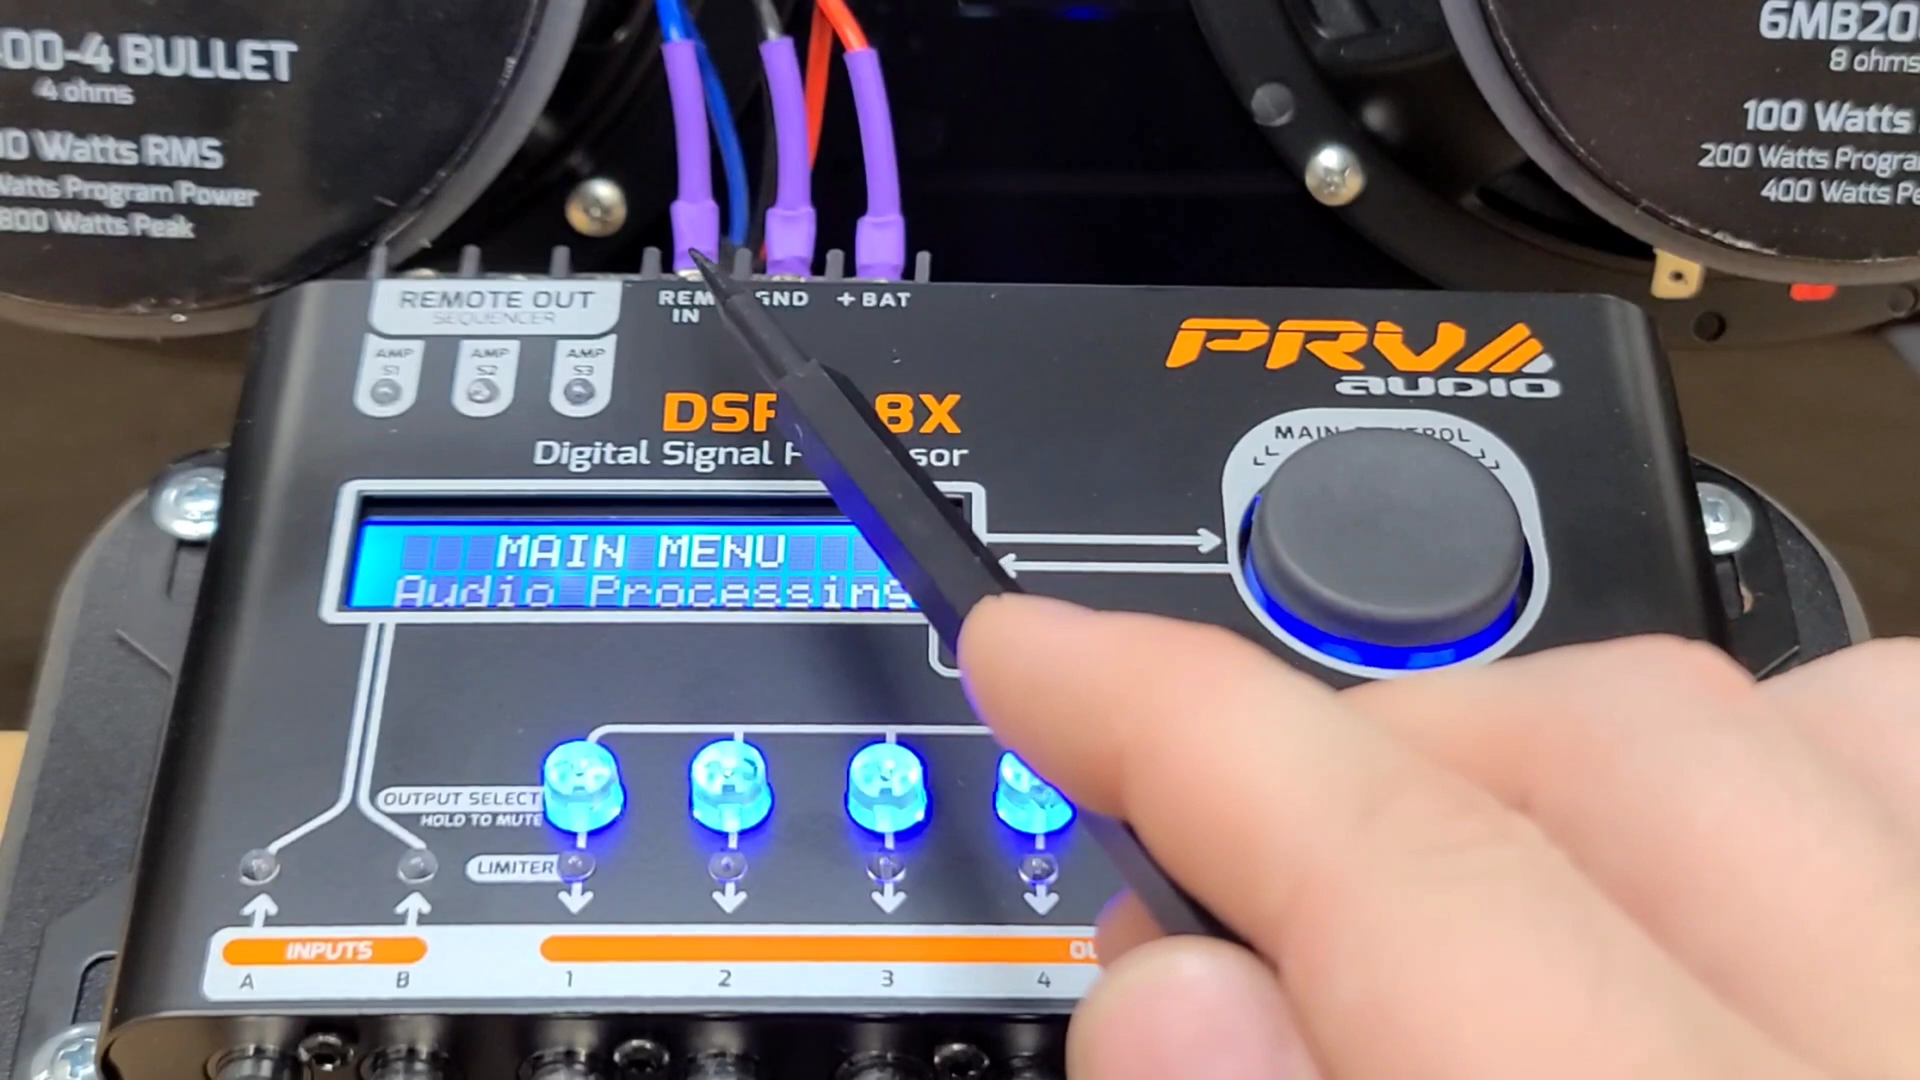 00-4 BULLET
4 ohms
Watts RMS
Watts Program Power
800 Watts Peak
6MB20
8 ohms
100 Watts
200 Watts Progra
400 Watts Pe
REMOTE OUT
SEQUENCER
REM
IN
GND
+BAT
AMP
S1
AMP
S2
AMP
S3
PRV
AUDIO
DSP 8X
Digital Signal P sor
MAIN CONTROL
MAIN MENU
Audio Processing
OUTPUT SELECT
HOLD TO MUTE
LIMITER
INPUTS
OU
A
B
1
2
3
4